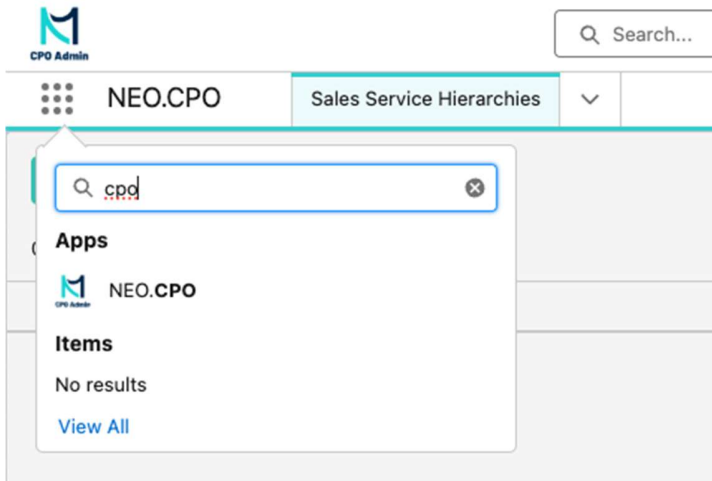 CPO Admin
Search...
NEO.CPO
Sales Service Hierarchies
cpo
Apps
CPO Admin
NEO.CPO
Items
No results
View All